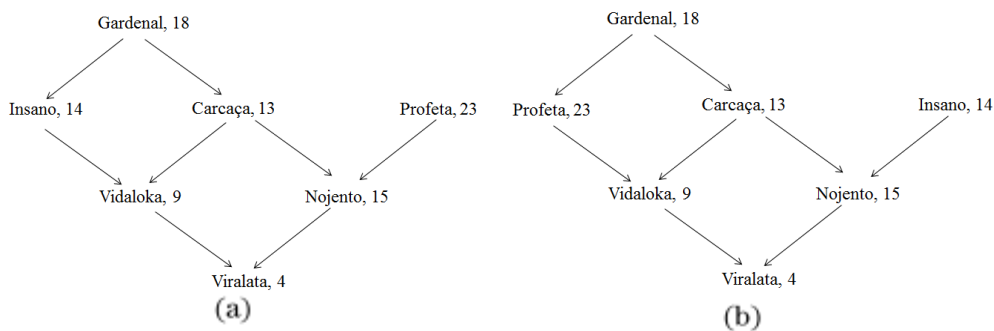 Gardenal, 18
Insano, 14
Carcaça, 13
Profeta, 23
Vidaloka, 9
Nojento, 15
Viralata, 4
(a)
Gardenal, 18
Profeta, 23
Carcaça, 13
Insano, 14
Vidaloka, 9
Nojento, 15
Viralata, 4
(b)